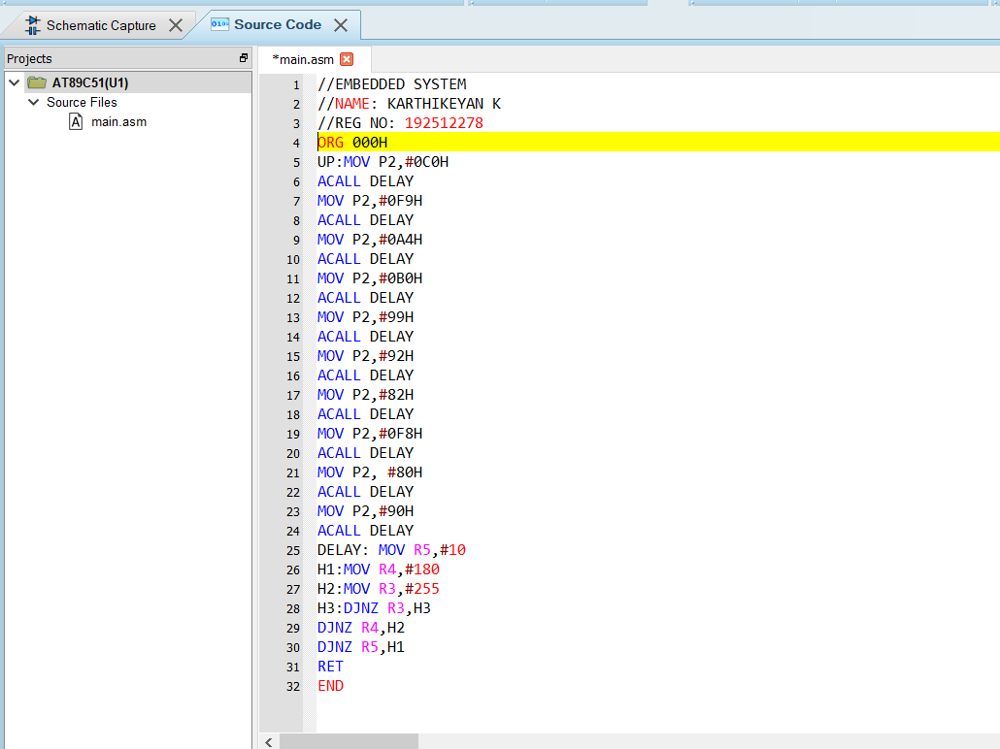 Schematic Capture
Source Code
Projects
*main.asm
AT89C51(U1)
Source Files
main.asm
1 //EMBEDDED SYSTEM
2 //NAME: KARTHIKEYAN K
3 //REG NO: 192512278
4 ORG 000H
5 UP:MOV P2,#0C0H
6 ACALL DELAY
7 MOV P2,#0F9H
8 ACALL DELAY
9 MOV P2,#0A4H
10 ACALL DELAY
11 MOV P2,#0B0H
12 ACALL DELAY
13 MOV P2,#99H
14 ACALL DELAY
15 MOV P2,#92H
16 ACALL DELAY
17 MOV P2,#82H
18 ACALL DELAY
19 MOV P2,#0F8H
20 ACALL DELAY
21 MOV P2, #80H
22 ACALL DELAY
23 MOV P2,#90H
24 ACALL DELAY
25 DELAY: MOV R5,#10
26 H1:MOV R4,#180
27 H2:MOV R3,#255
28 H3:DJNZ R3,H3
29 DJNZ R4,H2
30 DJNZ R5,H1
31 RET
32 END